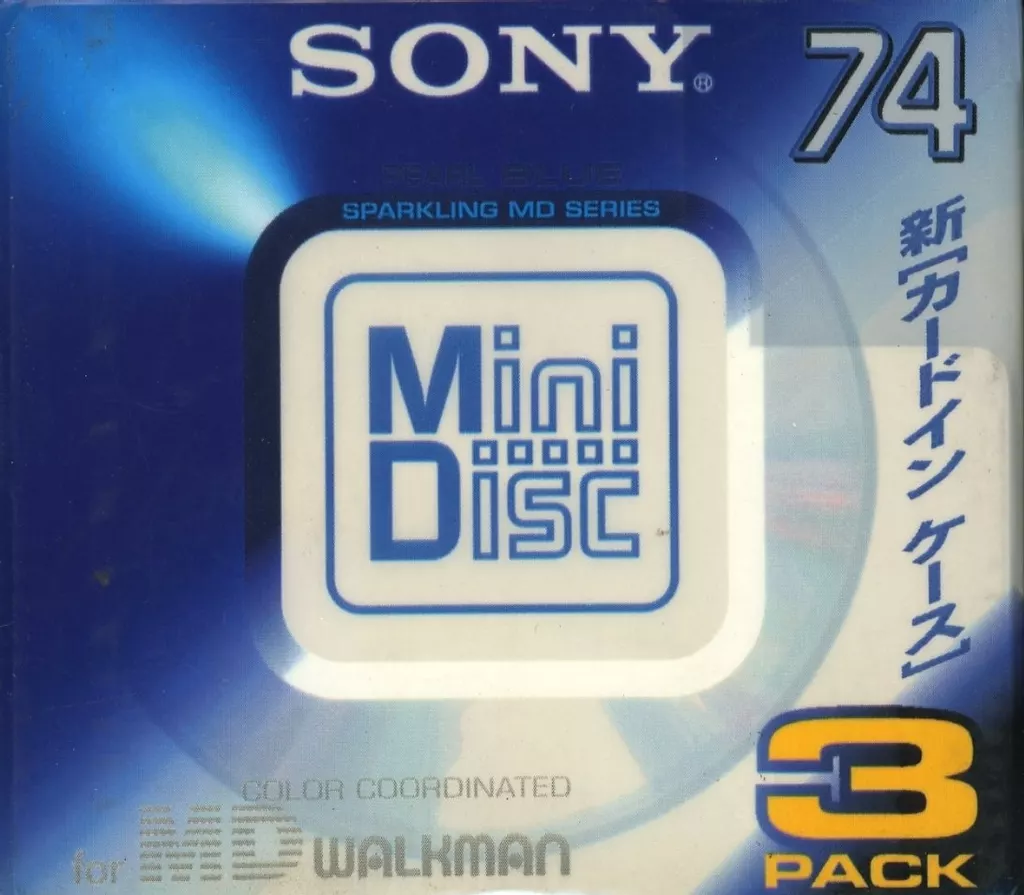 SONY®
74
PEARL BLUE
SPARKLING MD SERIES
Mini
Disc
新[カードイン ケース]
COLOR COORDINATED
for MD WALKMAN
3
PACK